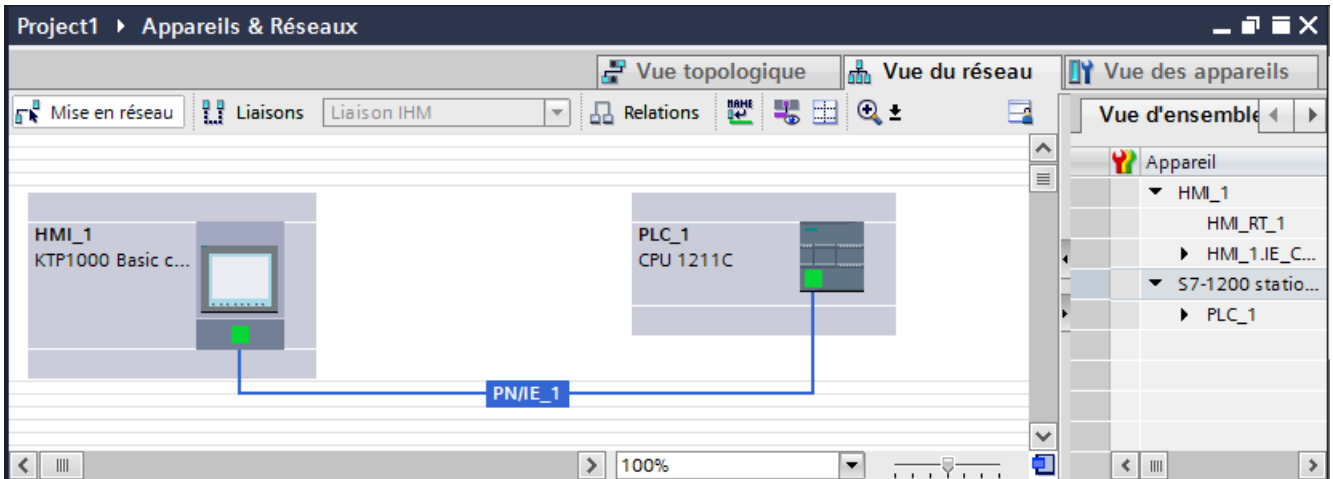 Project1 ▸ Appareils & Réseaux
Vue topologique
Vue du réseau
Vue des appareils
Mise en réseau
Liaisons
Liaison IHM
Relations
NAME
Vue d'ensemble
Appareil
HMI_1
HMI_RT_1
HMI_1.IE_C...
S7-1200 statio...
PLC_1
HMI_1
KTP1000 Basic c...
PLC_1
CPU 1211C
PN/IE_1
100%